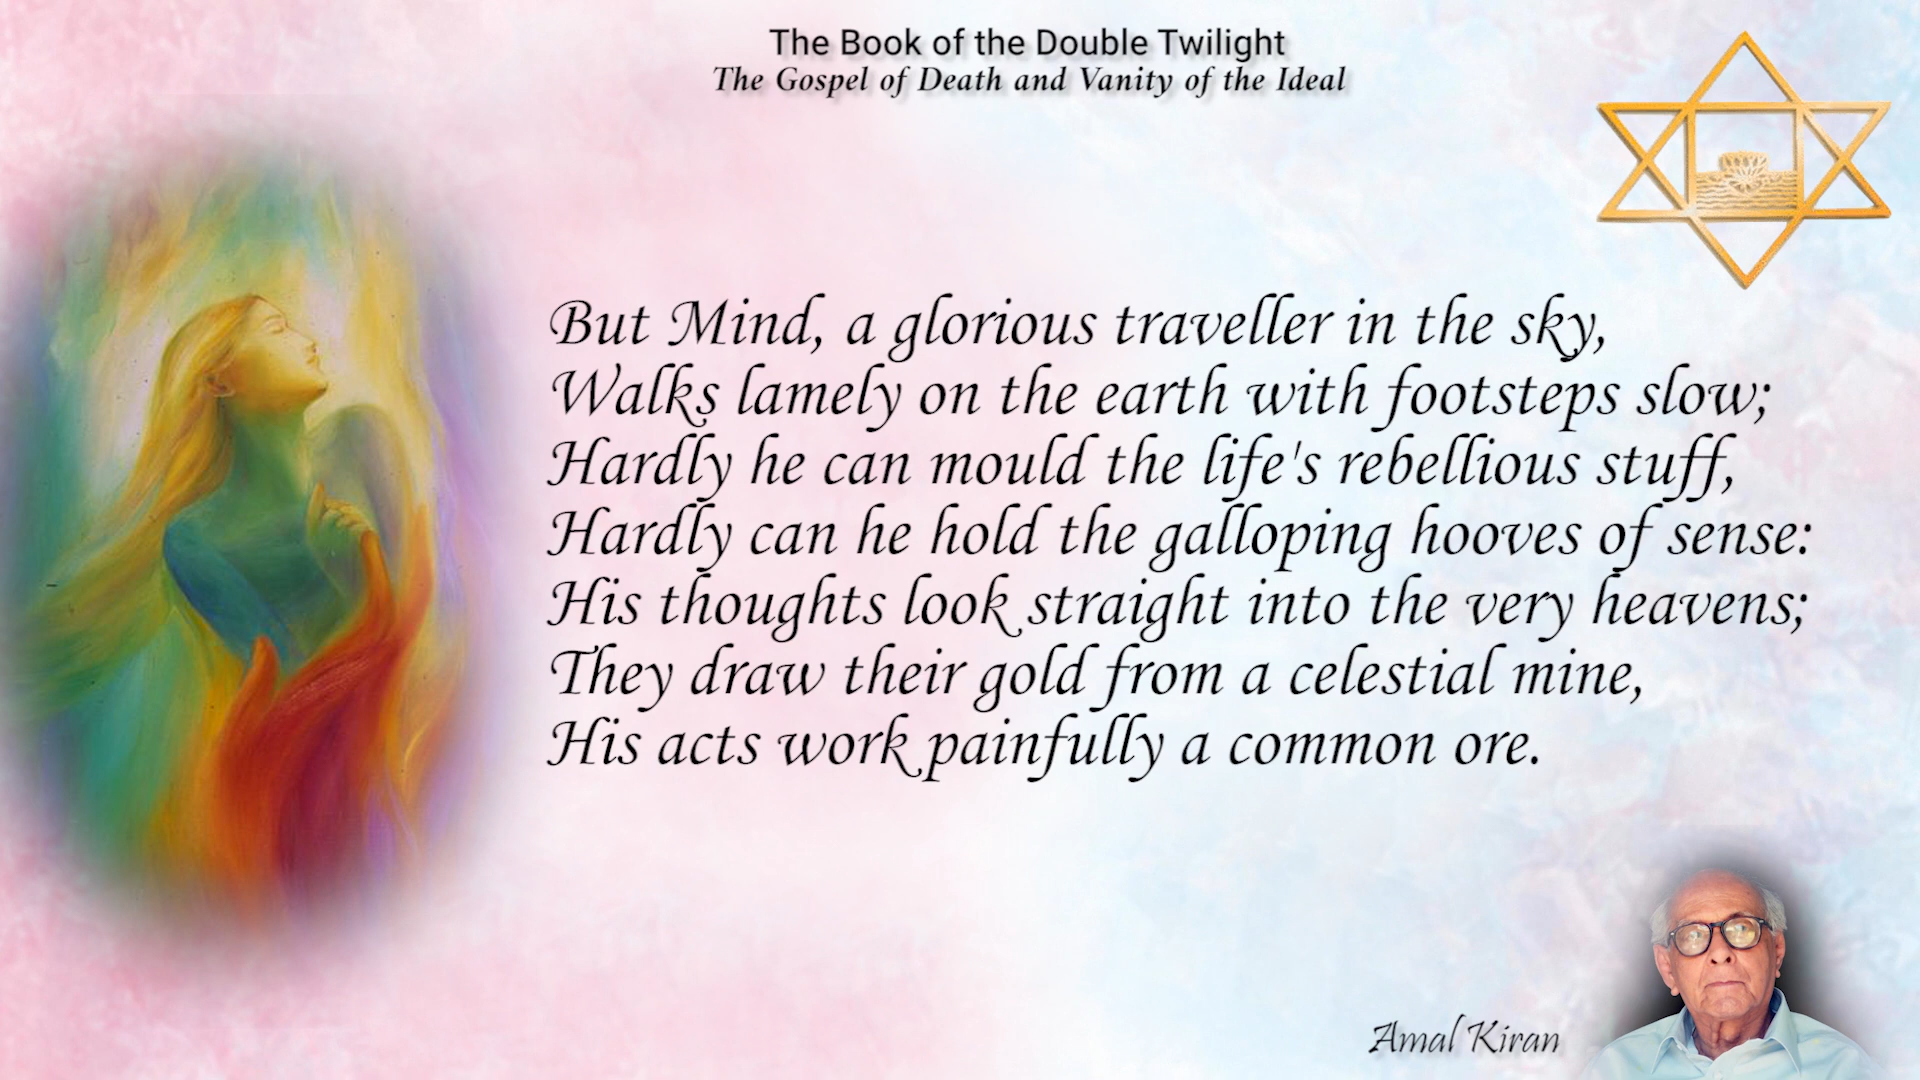 The Book of the Double Twilight
The Gospel of Death and Vanity of the Ideal
But Mind, a glorious traveller in the sky,
Walks lamely on the earth with footsteps slow;
Hardly he can mould the life's rebellious stuff,
Hardly can he hold the galloping hooves of sense:
His thoughts look straight into the very heavens;
They draw their gold from a celestial mine,
His acts work painfully a common ore.
Amal Kiran